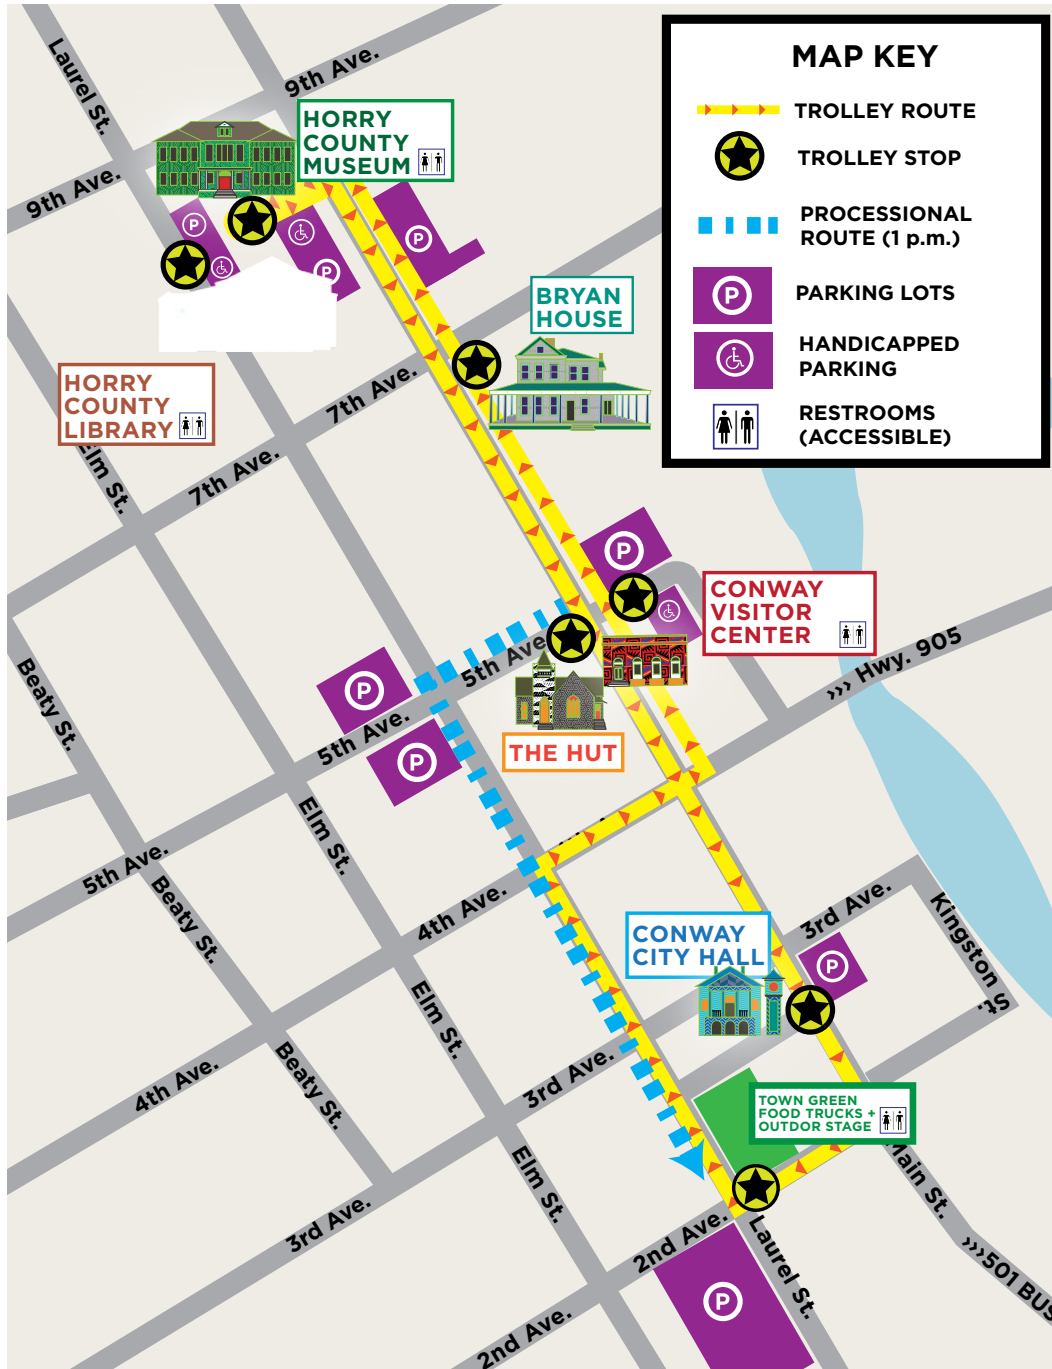 MAP KEY
TROLLEY ROUTE
TROLLEY STOP
PROCESSIONAL
ROUTE (1 p.m.)
P
PARKING LOTS
HANDICAPPED
PARKING
RESTROOMS
(ACCESSIBLE)
Laurel St.
9th Ave.
9th Ave.
HORRY
COUNTY
MUSEUM
P
P
P
BRYAN
HOUSE
HORRY
COUNTY
LIBRARY
7th Ave.
7th Ave.
Elm St.
P
CONWAY
VISITOR
CENTER
Hwy. 905
5th Ave.
P
5th Ave.
P
THE HUT
Beaty St.
Elm St.
5th Ave.
Beaty St.
4th Ave.
3rd Ave.
Kingston St.
CONWAY
CITY HALL
P
Elm St.
4th Ave.
Beaty St.
3rd Ave.
TOWN GREEN
FOOD TRUCKS +
OUTDOR STAGE
Main St.
Elm St.
3rd Ave.
2nd Ave.
Laurel St.
>>>501 BUS
P
2nd Ave.